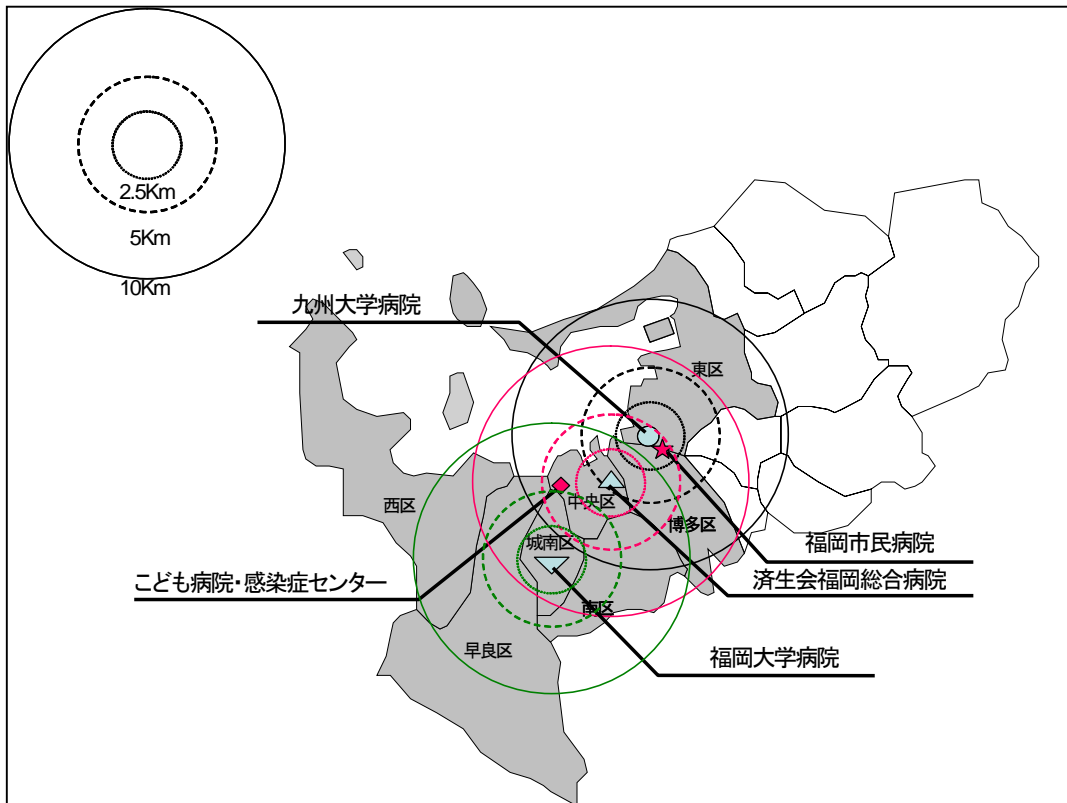 2.5Km
5Km
10Km
九州大学病院
東区
西区
中央区
博多区
城南区
福岡市民病院
こども病院・感染症センター
済生会福岡総合病院
南区
早良区
福岡大学病院